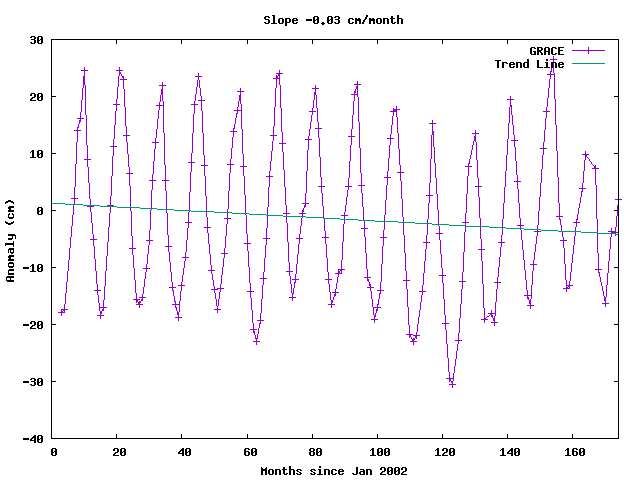 Slope -0.03 cm/month
GRACE
Trend Line
30
20
10
0
-10
-20
-30
-40
Anomaly (cm)
0 20 40 60 80 100 120 140 160
Months since Jan 2002